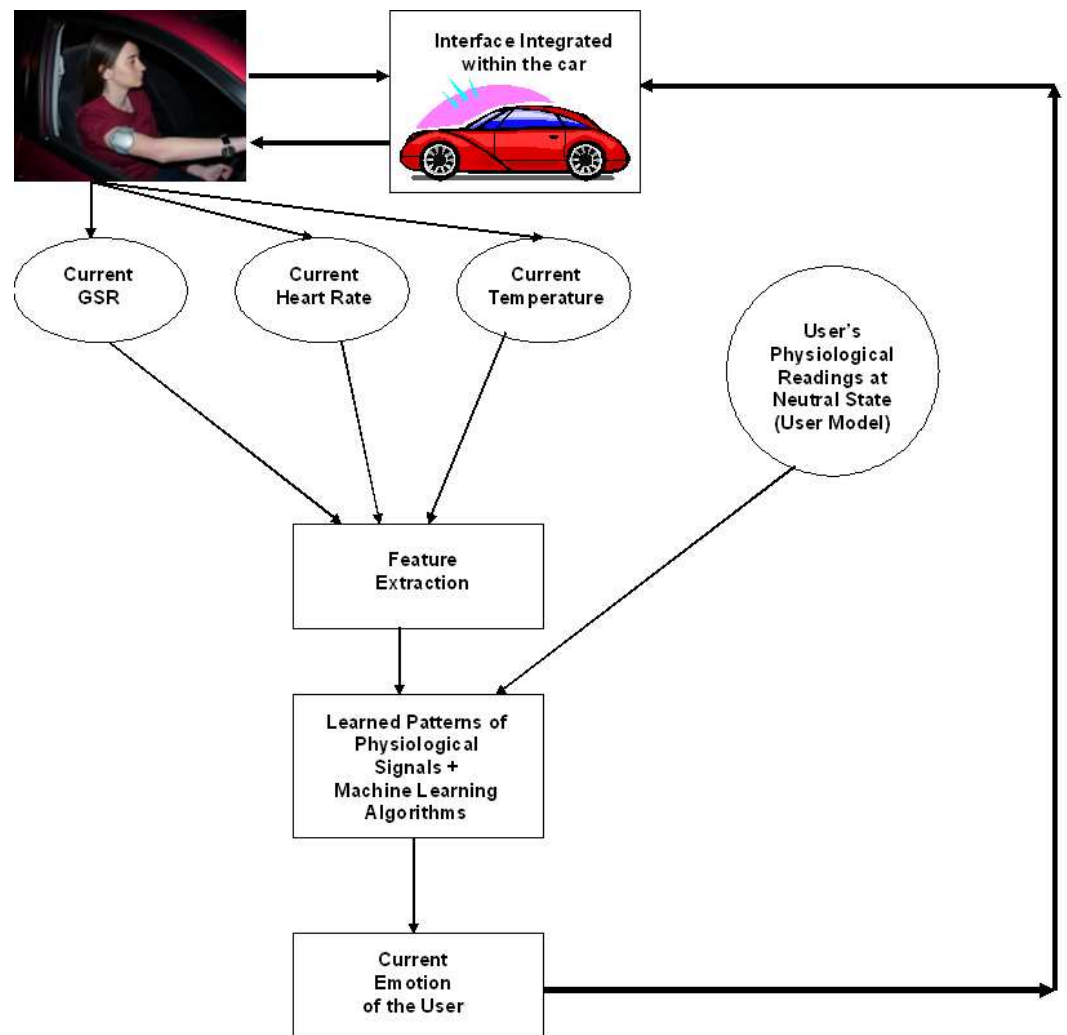 Interface Integrated
within the car
Current
GSR
Current
Heart Rate
Current
Temperature
User's
Physiological
Readings at
Neutral State
(User Model)
Feature
Extraction
Learned Patterns of
Physiological
Signals +
Machine Learning
Algorithms
Current
Emotion
of the User